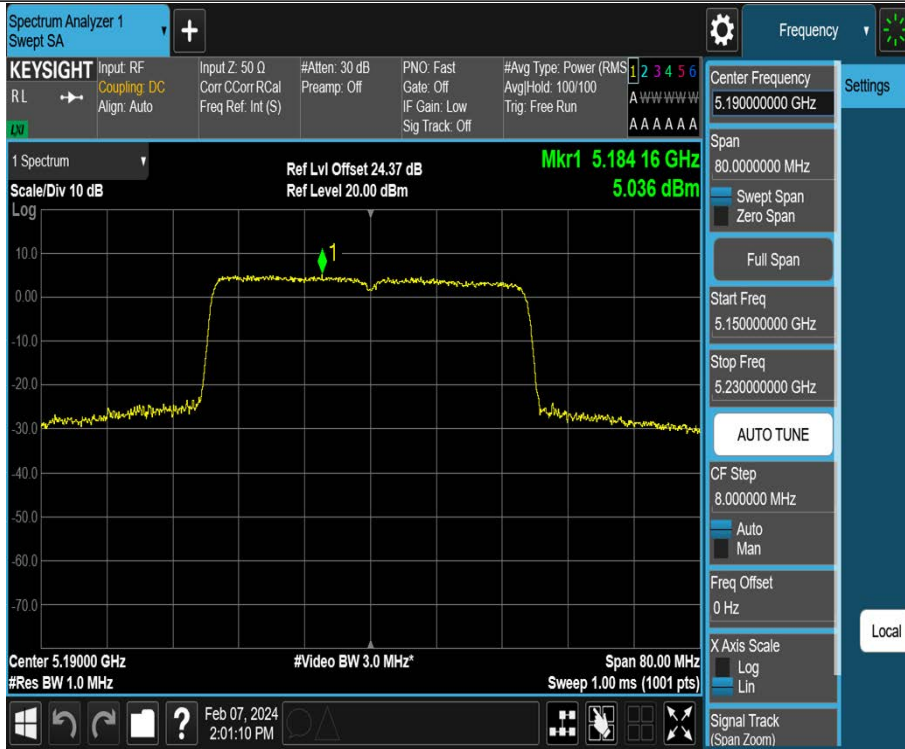 Spectrum Analyzer 1
Swept SA
+
Frequency
KEYSIGHT
RL
LXI
Input: RF
Coupling: DC
Align: Auto
Input Z: 50 Ω
Corr CCorr RCal
Freq Ref: Int (S)
#Atten: 30 dB
Preamp: Off
PNO: Fast
Gate: Off
IF Gain: Low
Sig Track: Off
#Avg Type: Power (RMS
Avg|Hold: 100/100
Trig: Free Run
1 2 3 4 5 6
A W W W W W
A A A A A A
1 Spectrum
Scale/Div 10 dB
Log
Ref Lvl Offset 24.37 dB
Ref Level 20.00 dBm
Mkr1 5.184 16 GHz
5.036 dBm
1
10.0
0.00
-10.0
-20.0
-30.0
-40.0
-50.0
-60.0
-70.0
Center 5.19000 GHz
#Res BW 1.0 MHz
#Video BW 3.0 MHz*
Span 80.00 MHz
Sweep 1.00 ms (1001 pts)
?
Feb 07, 2024
2:01:10 PM
Center Frequency
5.190000000 GHz
Span
80.0000000 MHz
Swept Span
Zero Span
Full Span
Start Freq
5.150000000 GHz
Stop Freq
5.230000000 GHz
AUTO TUNE
CF Step
8.000000 MHz
Auto
Man
Freq Offset
0 Hz
X Axis Scale
Log
Lin
Signal Track
(Span Zoom)
Settings
Local